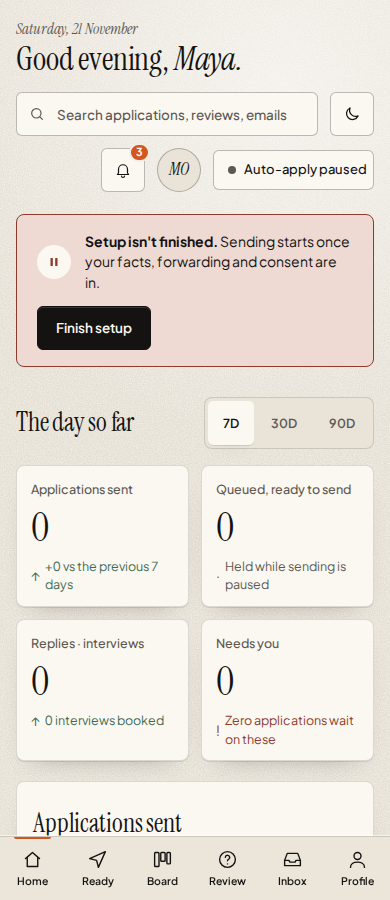 Saturday, 21 November
Good evening, Maya.
Search applications, reviews, emails
3
MO
Auto-apply paused
Setup isn't finished. Sending starts once
your facts, forwarding and consent are
in.
Finish setup
The day so far
7D
30D
90D
Applications sent
0
↑ +0 vs the previous 7
days
Queued, ready to send
0
· Held while sending is
paused
Replies · interviews
0
↑ 0 interviews booked
Needs you
0
! Zero applications wait
on these
Applications sent
Home
Ready
Board
Review
Inbox
Profile